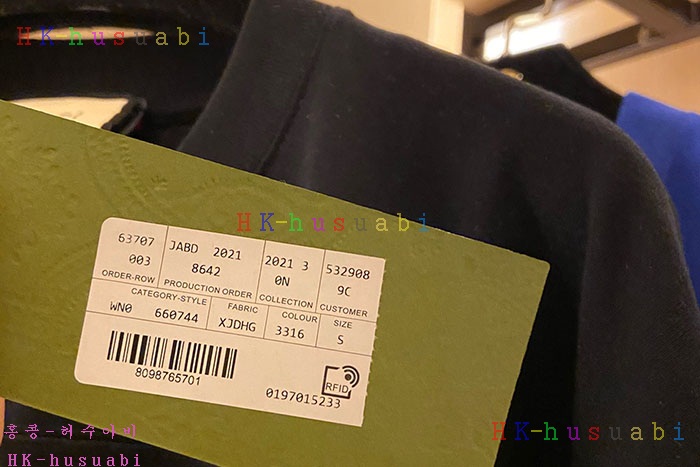 HK-husuabi
HK-husuabi
63707 JABD 2021 2021 3 532908
003 8642 0N 9C
ORDER-ROW PRODUCTION ORDER COLLECTION CUSTOMER
CATEGORY-STYLE FABRIC COLOUR SIZE
WN0 660744 XJDHG 3316 S
8098765701
RFID
0197015233
홍콩-허수아비
HK-husuabi
HK-husuabi